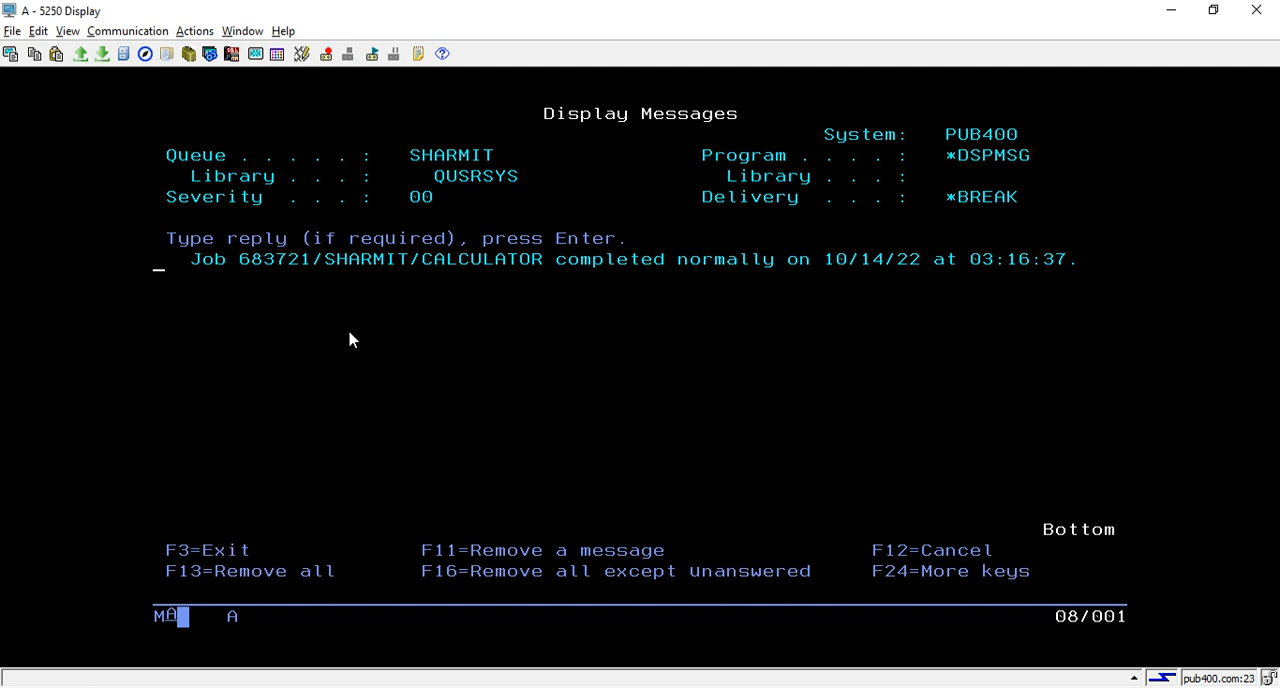 A - 5250 Display
File Edit View Communication Actions Window Help
Display Messages
System: PUB400
Queue . . . . . : SHARMIT Program . . . . : *DSPMSG
Library . . . : QUSRSYS Library . . . :
Severity . . . : 00 Delivery . . . : *BREAK
Type reply (if required), press Enter.
Job 683721/SHARMIT/CALCULATOR completed normally on 10/14/22 at 03:16:37.
Bottom
F3=Exit F11=Remove a message F12=Cancel
F13=Remove all F16=Remove all except unanswered F24=More keys
MA A 08/001
pub400.com:23